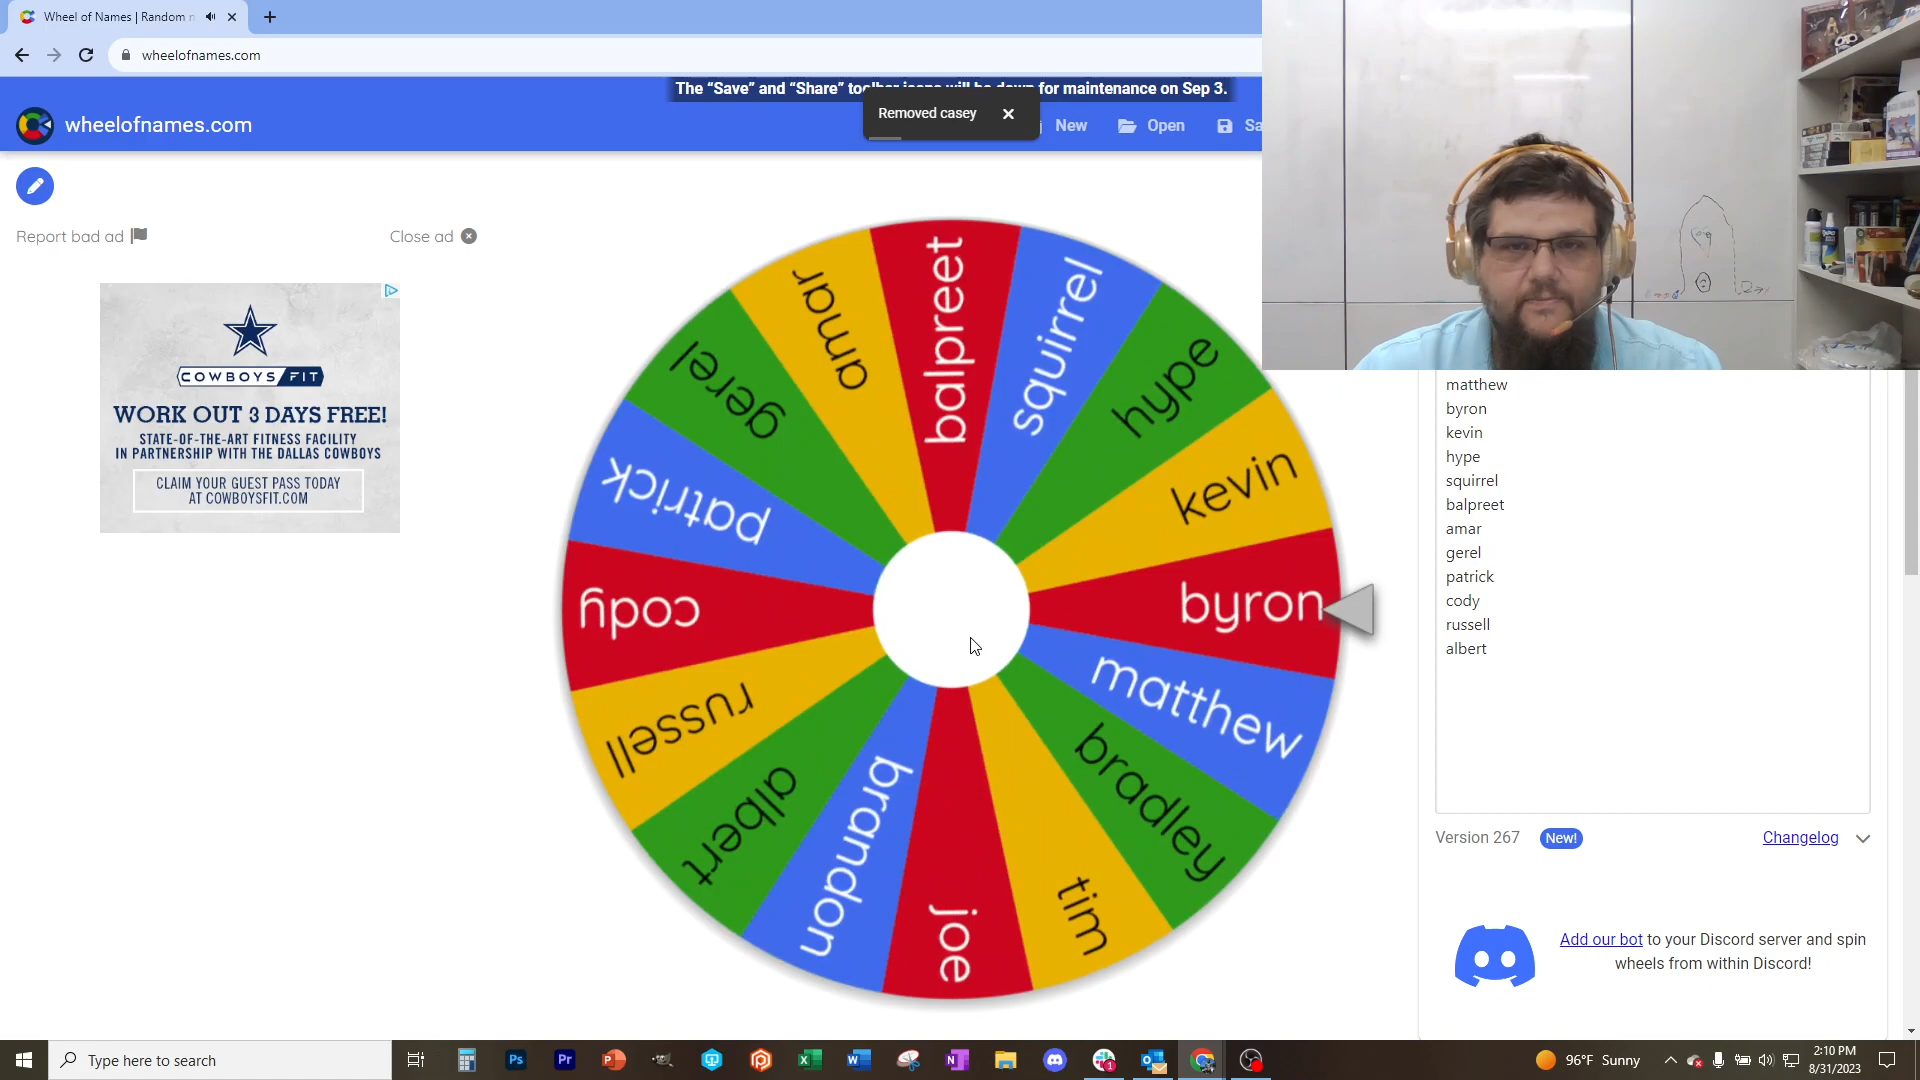 Wheel of Names | Random n
wheelofnames.com
The “Save” and “Share” toolbar icons will be down for maintenance on Sep 3.
Removed casey
wheelofnames.com
New
Open
Sa
Report bad ad
Close ad
COWBOYS FIT
WORK OUT 3 DAYS FREE!
STATE-OF-THE-ART FITNESS FACILITY
IN PARTNERSHIP WITH THE DALLAS COWBOYS
CLAIM YOUR GUEST PASS TODAY
AT COWBOYSFIT.COM
balpreet
squirrel
hype
kevin
byron
matthew
bradley
tim
joe
brandon
albert
russell
cody
patrick
gerel
amar
matthew
byron
kevin
hype
squirrel
balpreet
amar
gerel
patrick
cody
russell
albert
Version 267
New!
Changelog
Add our bot to your Discord server and spin
wheels from within Discord!
Type here to search
Ps
Pr
96°F Sunny
2:10 PM
8/31/2023